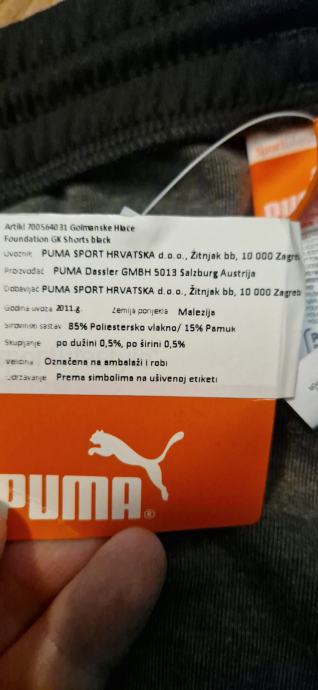 Artikl 700564031 Golmanske Hlače
Foundation GK Shorts black
Uvoznik PUMA SPORT HRVATSKA d.o.o., Žitnjak bb, 10 000 Zagreb
Proizvođač PUMA Dassler GMBH 5013 Salzburg Austrija
Dobavljač PUMA SPORT HRVATSKA d.o.o., Žitnjak bb, 10 000 Zagreb
Godina uvoza 2011.g. Zemlja porijekla Malezija
Sirovinski sastav 85% Poliestersko vlakno/ 15% Pamuk
Skupljanje po dužini 0,5%, po širini 0,5%
Veličina Označena na ambalaži i robi
Održavanje Prema simbolima na ušivenoj etiketi
PUMA®